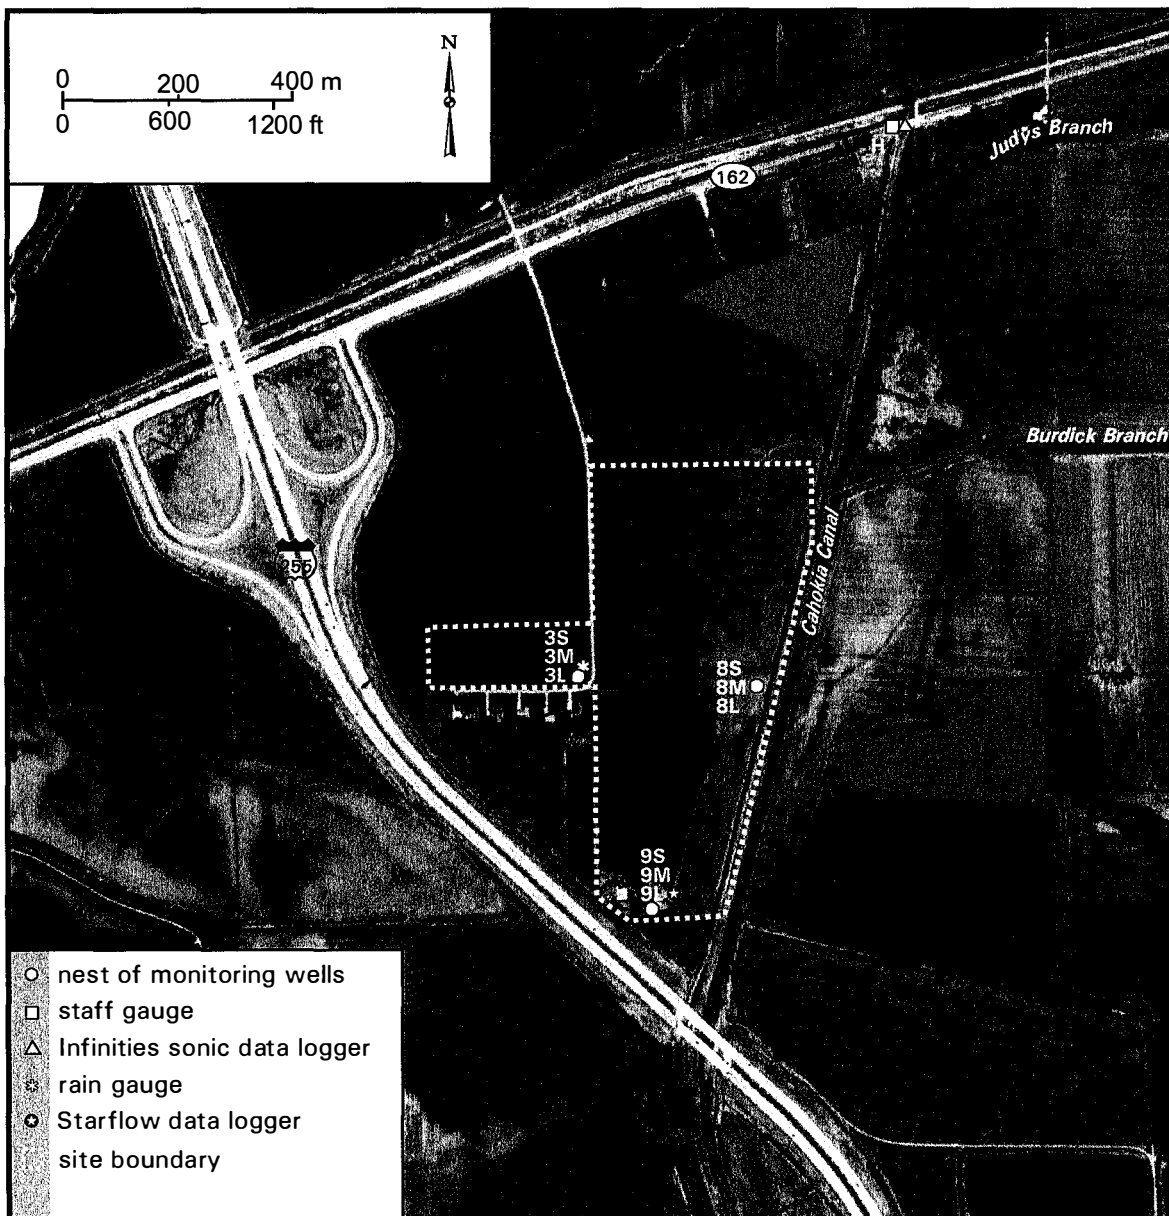 N
0 200 400 m
0 600 1200 ft
H
Judys Branch
162
Burdick Branch
255
Cahokia Canal
3S
3M
3L
8S
8M
8L
9S
9M
9L
nest of monitoring wells
staff gauge
Infinities sonic data logger
rain gauge
Starflow data logger
site boundary